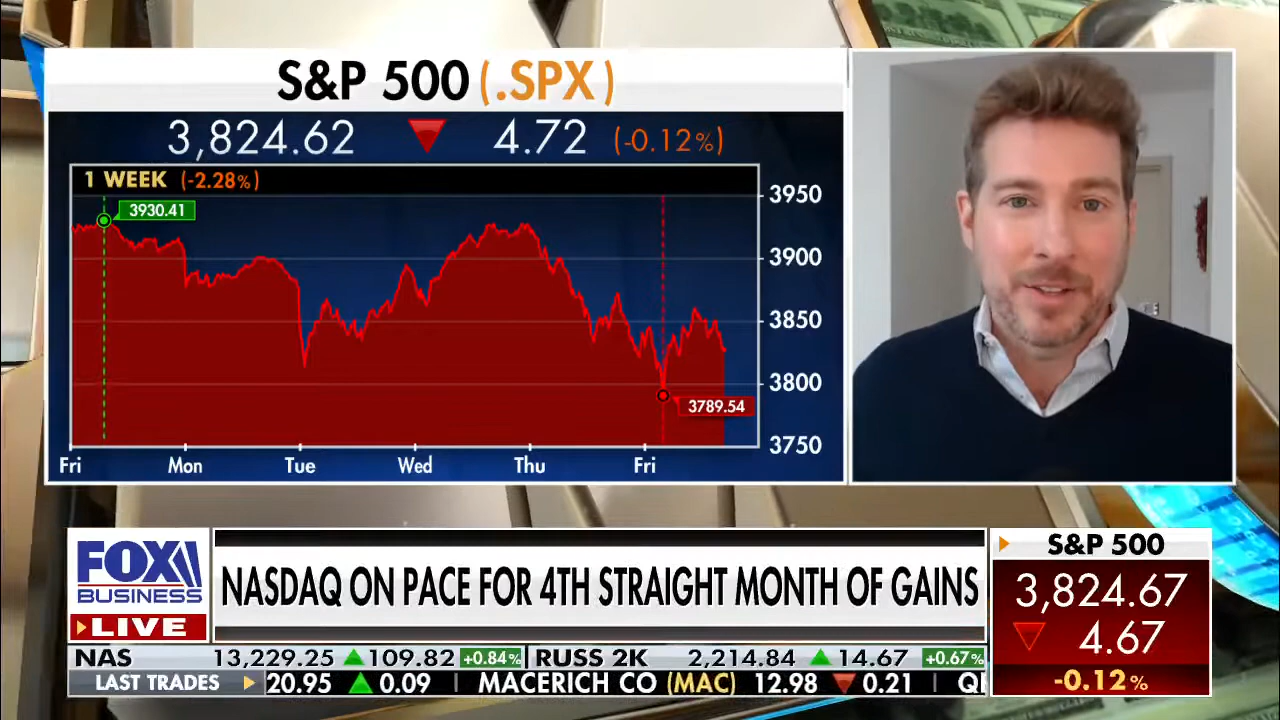 S&P 500 (.SPX)
3,824.62 ▼ 4.72 (-0.12%)
1 WEEK (-2.28%)
3930.41
3950
3900
3850
3800
3750
3789.54
Fri Mon Tue Wed Thu Fri
FOX
BUSINESS
LIVE
NASDAQ ON PACE FOR 4TH STRAIGHT MONTH OF GAINS
S&P 500
3,824.67
▽ 4.67
-0.12%
NAS 13,229.25 ▲ 109.82 +0.84% RUSS 2K 2,214.84 ▲ 14.67 +0.67%
LAST TRADES 20.95 ▲ 0.09 | MACERICH CO (MAC) 12.98 ▼ 0.21 |